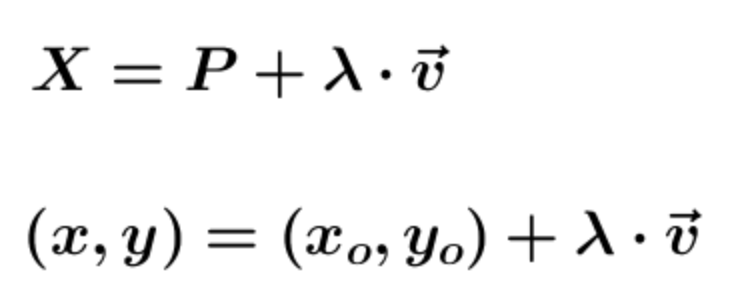 X = P + λ · v⃗
(x, y) = (xₒ, yₒ) + λ · v⃗